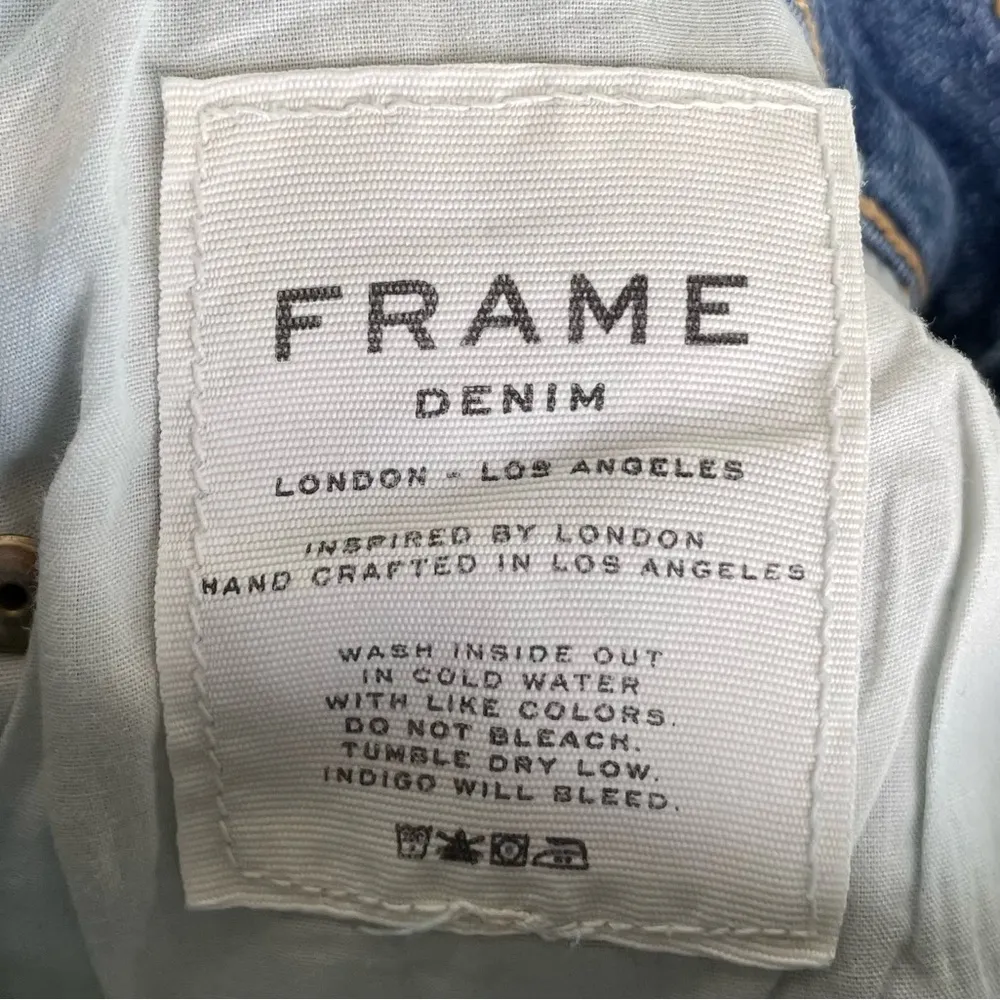 FRAME
DENIM
LONDON - LOS ANGELES
INSPIRED BY LONDON
HAND CRAFTED IN LOS ANGELES
WASH INSIDE OUT
IN COLD WATER
WITH LIKE COLORS.
DO NOT BLEACH.
TUMBLE DRY LOW.
INDIGO WILL BLEED.